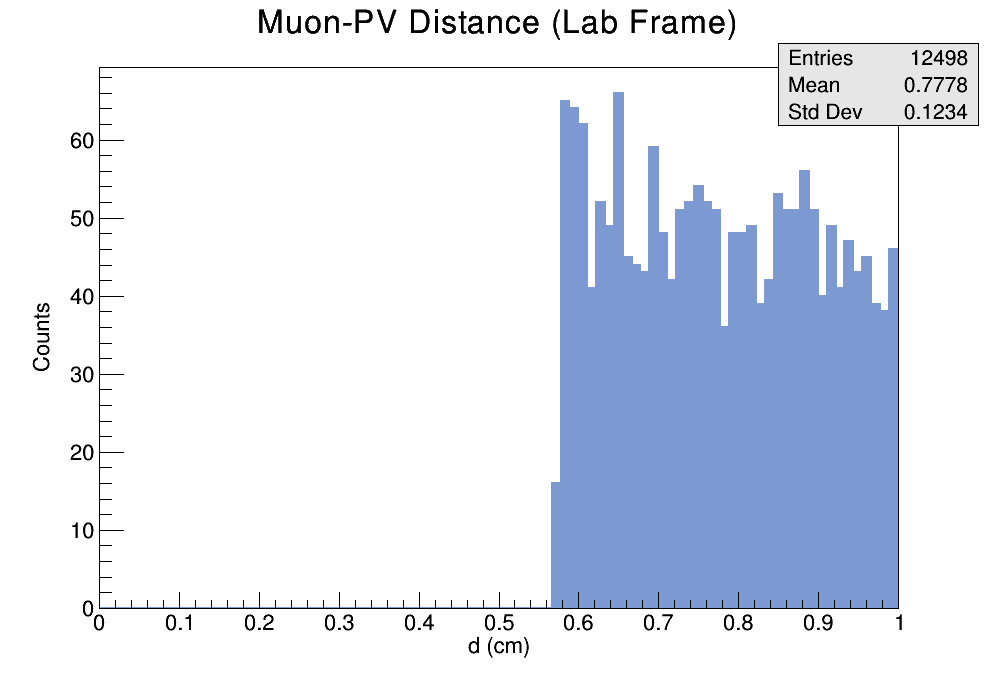 Muon-PV Distance (Lab Frame)
Entries 12498
Mean 0.7778
Std Dev 0.1234
60
50
40
30
20
10
0
Counts
0 0.1 0.2 0.3 0.4 0.5 0.6 0.7 0.8 0.9 1
d (cm)